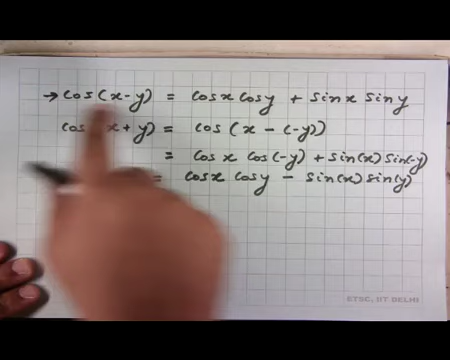 → cos(x-y) = cosx cosy + sinx siny
cos x + y) = cos (x - (-y))
= cos x cos(-y) + sin(x) sin(-y)
= cosx cosy - sin(x) sin(y)
ETSC, IIT DELHI